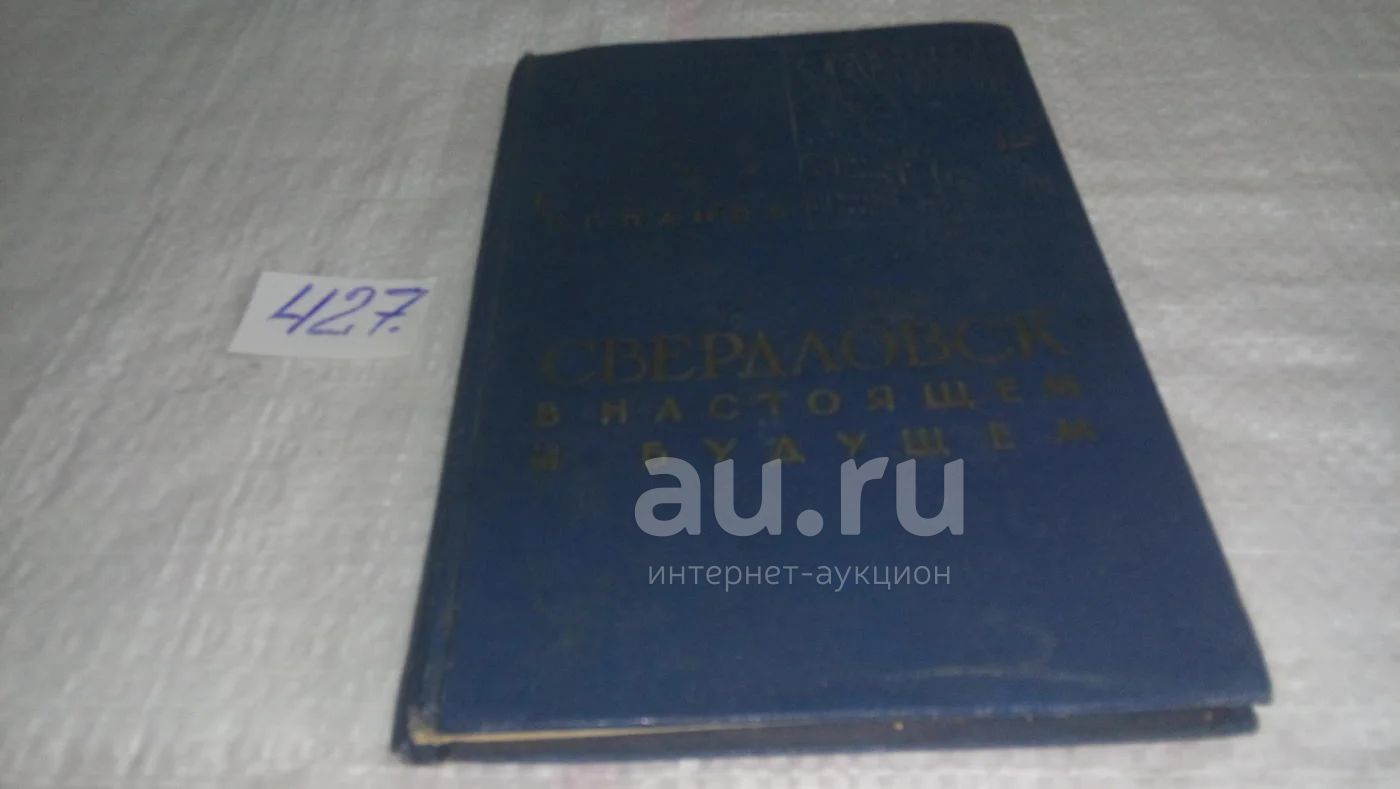 427.
СВЕРДЛОВСК
В НАСТОЯЩЕМ
И БУДУЩЕМ
au.ru
интернет-аукцион